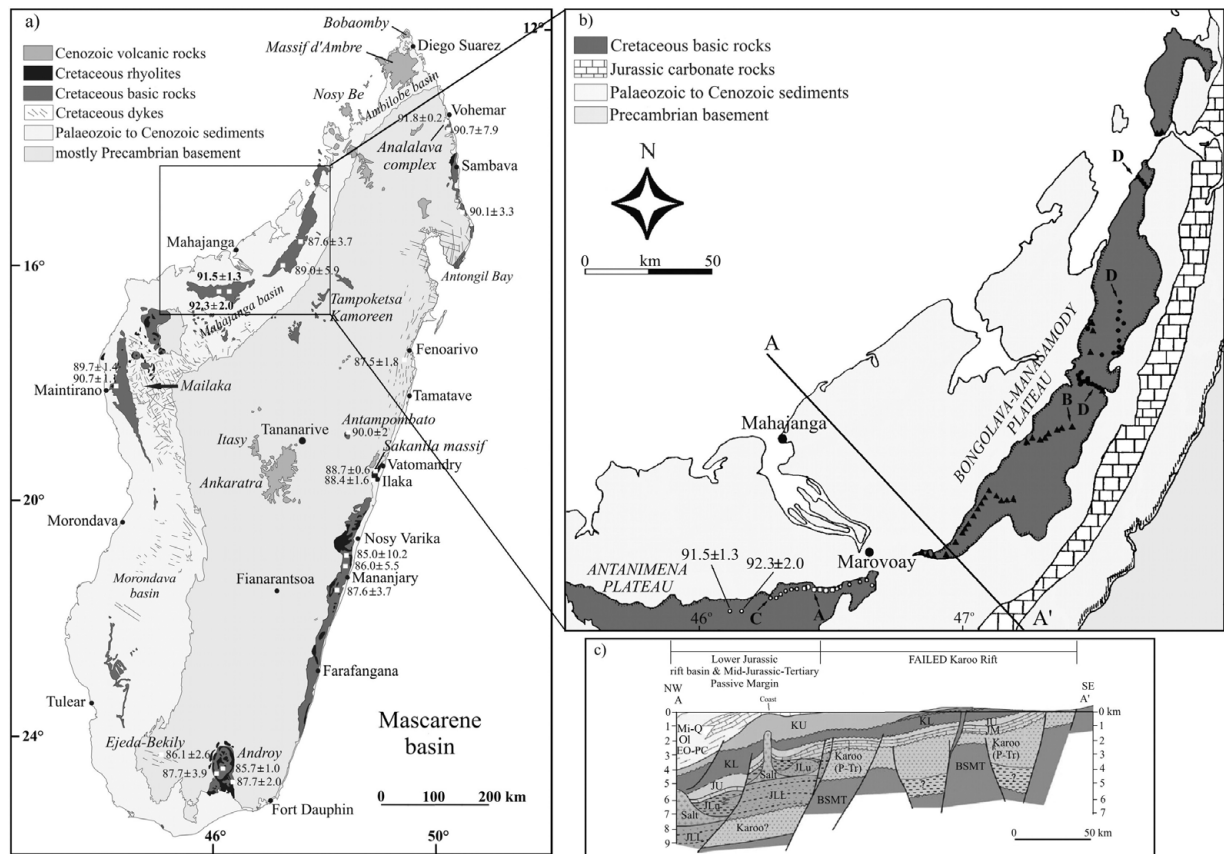 a)
Cenozoic volcanic rocks
Cretaceous rhyolites
Cretaceous basic rocks
Cretaceous dykes
Palaeozoic to Cenozoic sediments
mostly Precambrian basement
Bobaomby
Massif d'Ambre
Diego Suarez
12°
Nosy Be
Ambilobe basin
Vohemar
91.8±0.2
90.7±7.9
Analalava
complex
Sambava
90.1±3.3
Mahajanga
87.6±3.7
16°
89.0±5.9
Antongil Bay
91.5±1.3
92.3±2.0
Mahajanga basin
Tampoketsa
Kamoreen
Fenoarivo
87.5±1.8
89.7±1.4
90.7±1.1
Maintirano
Mailaka
Tamatave
Antampombato
90.0±2
Itasy
Tananarive
Sakanila massif
Vatomandry
88.7±0.6
88.4±1.6
Ilaka
Ankaratra
20°
Morondava
Nosy Varika
85.0±10.2
86.0±5.5
Mananjary
87.6±3.7
Morondava
basin
Fianarantsoa
Farafangana
Tulear
Mascarene
basin
24°
Ejeda-Bekily
Androy
86.1±2.6
85.7±1.0
87.7±3.9
87.7±2.0
Fort Dauphin
0 100 200 km
46°
50°
b)
Cretaceous basic rocks
Jurassic carbonate rocks
Palaeozoic to Cenozoic sediments
Precambrian basement
N
0 km 50
D
D
A
B
D
BONGOLAVA-MANASAMODY
PLATEAU
Mahajanga
Marovoay
91.5±1.3
92.3±2.0
ANTANIMENA
PLATEAU
C
A
46°
47°
A'
c)
Lower Jurassic
rift basin & Mid-Jurassic-Tertiary
Passive Margin
FAILED Karoo Rift
NW
A
Coast
SE
A'
0
0 km
Mi-Q
Ol
EO-PC
KU
KL
JU
JM
1
1
2
2
3
3
4
4
5
5
6
6
7
7
8
9
KL
Salt
JLu
Karoo
(P-Tr)
BSMT
Karoo
(P-Tr)
?
?
JU
JLu
JLl
BSMT
Salt
JLl
Karoo?
0 50 km